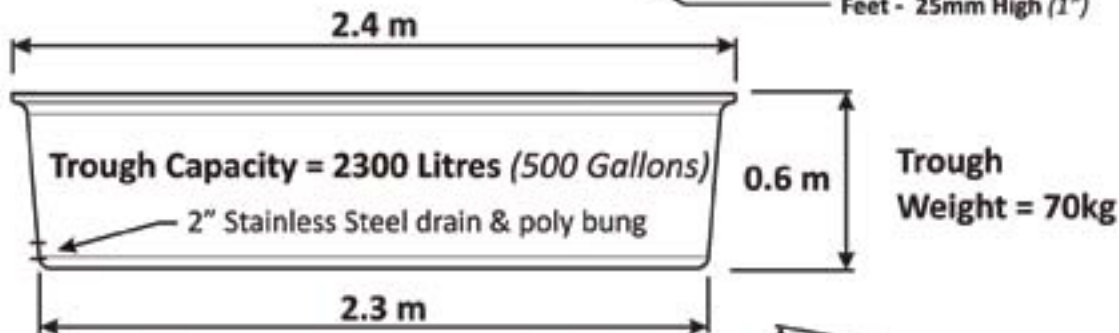 Feet - 25mm High (1")
2.4 m
Trough Capacity = 2300 Litres (500 Gallons)
2" Stainless Steel drain & poly bung
0.6 m
Trough
Weight = 70kg
2.3 m